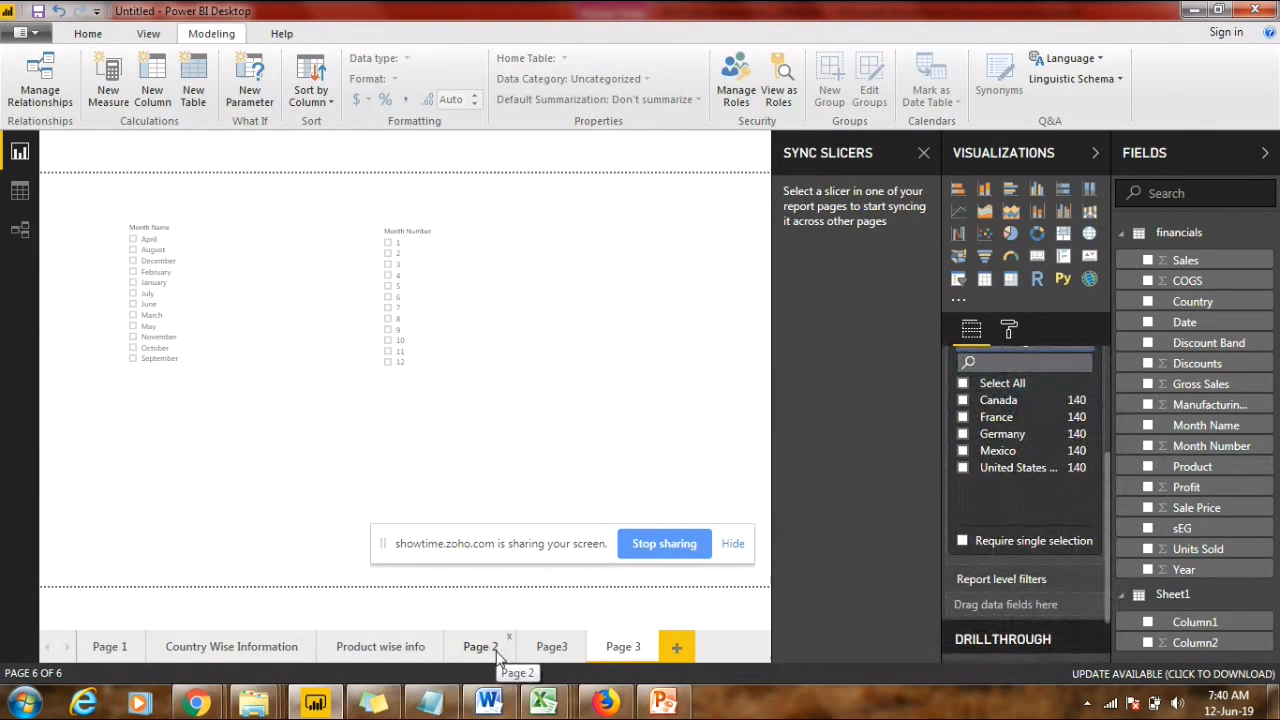 Untitled - Power BI Desktop
Home View Modeling Help
Sign in
Manage Relationships
New Measure
New Column
New Table
New Parameter
Sort by Column
Data type:
Format:
$ % , .00 Auto
Home Table:
Data Category: Uncategorized
Default Summarization: Don't summarize
Manage Roles
View as Roles
New Group
Edit Groups
Mark as Date Table
Synonyms
Language
Linguistic Schema
Relationships Calculations What If Sort Formatting Properties Security Groups Calendars Q&A
Month Name
April
August
December
February
January
July
June
March
May
November
October
September
Month Number
1
2
3
4
5
6
7
8
9
10
11
12
showtime.zoho.com is sharing your screen. Stop sharing Hide
SYNC SLICERS
Select a slicer in one of your
report pages to start syncing
it across other pages
VISUALIZATIONS
R Py
...
Select All
Canada 140
France 140
Germany 140
Mexico 140
United States ... 140
Require single selection
Report level filters
Drag data fields here
DRILLTHROUGH
FIELDS
Search
financials
Σ Sales
Σ COGS
Country
Date
Discount Band
Σ Discounts
Σ Gross Sales
Σ Manufacturin...
Month Name
Σ Month Number
Product
Σ Profit
Σ Sale Price
sEG
Σ Units Sold
Σ Year
Sheet1
Column1
Column2
Page 1 Country Wise Information Product wise info Page 2 x Page3 Page 3 +
Page 2
PAGE 6 OF 6
UPDATE AVAILABLE (CLICK TO DOWNLOAD)
7:40 AM
12-Jun-19